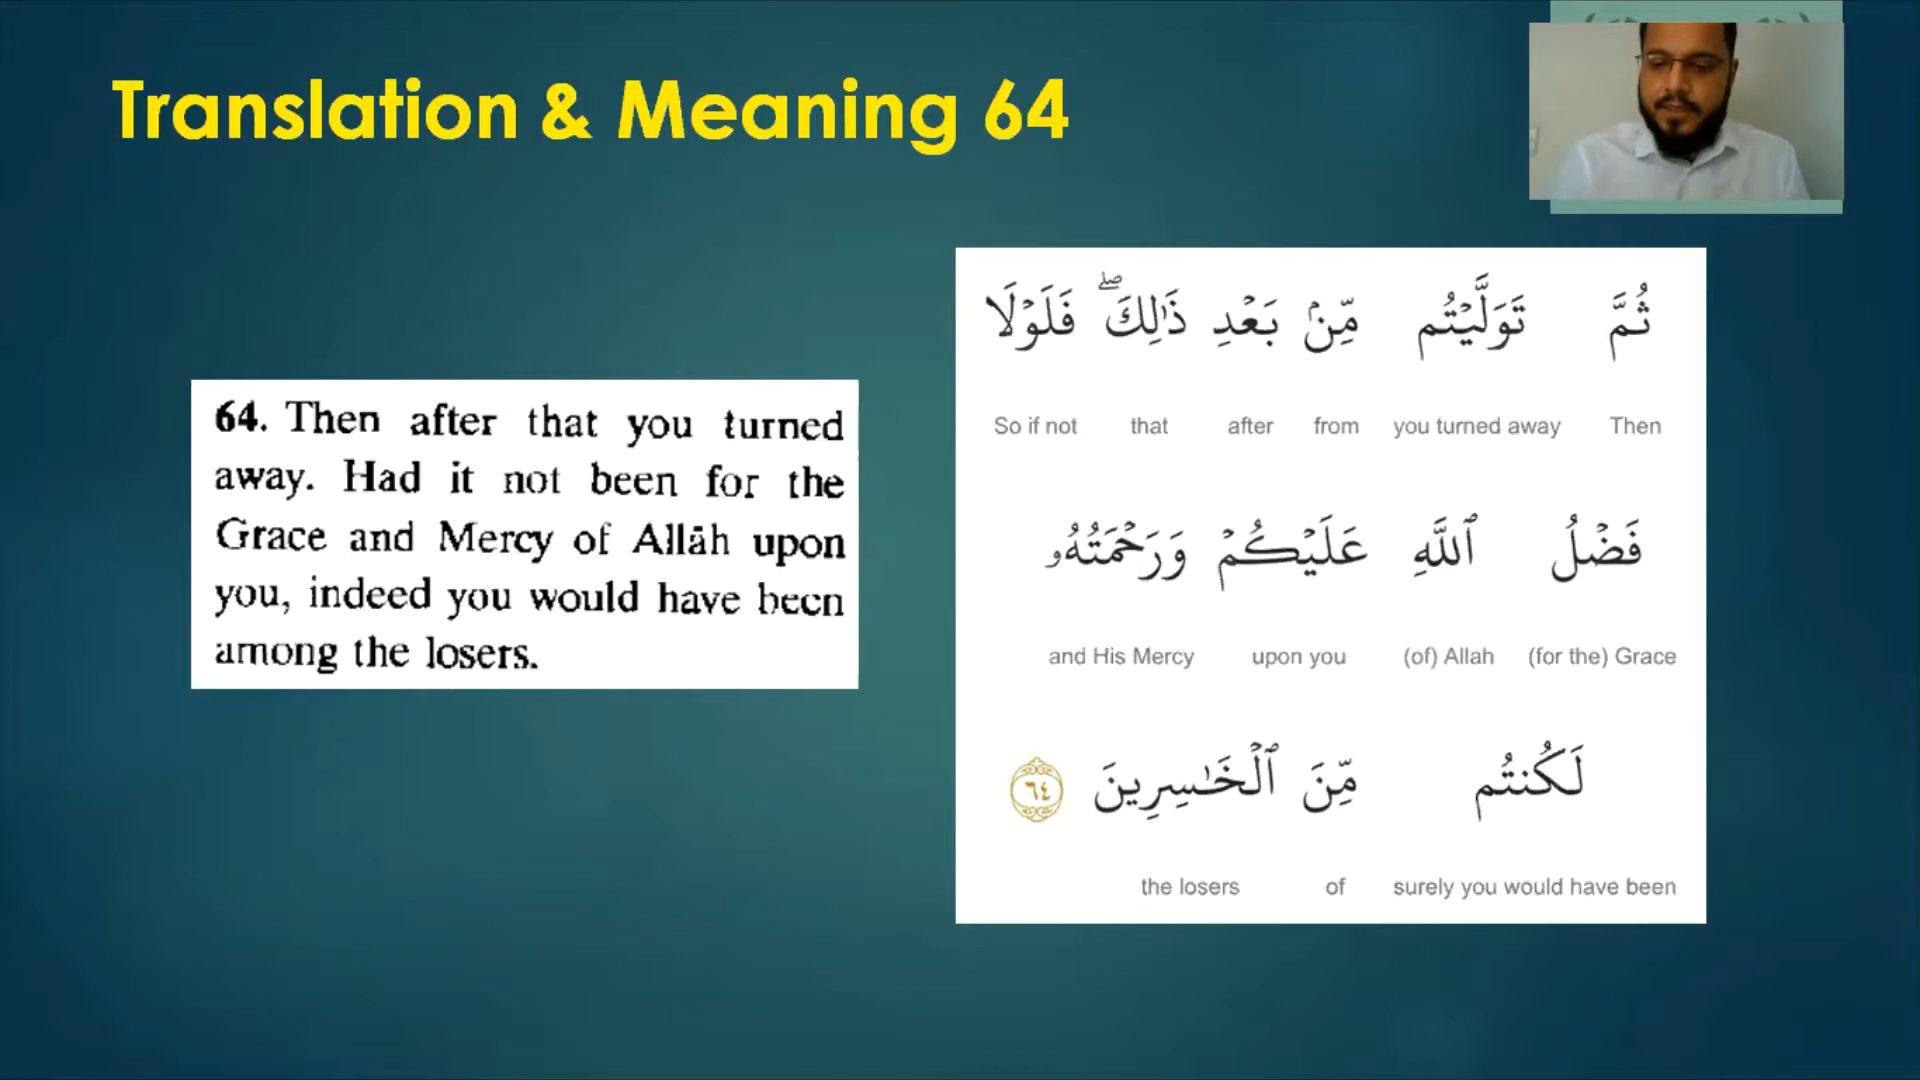 Translation & Meaning 64
64. Then after that you turned
away. Had it not been for the
Grace and Mercy of Allāh upon
you, indeed you would have been
among the losers.
ثُمَّ تَوَلَّيْتُم مِّنۢ بَعْدِ ذَٰلِكَ ۖ فَلَوْلَا
So if not that after from you turned away Then
فَضْلُ ٱللَّهِ عَلَيْكُمْ وَرَحْمَتُهُۥ
and His Mercy upon you (of) Allah (for the) Grace
لَكُنتُم مِّنَ ٱلْخَـٰسِرِينَ ٦٤
the losers of surely you would have been